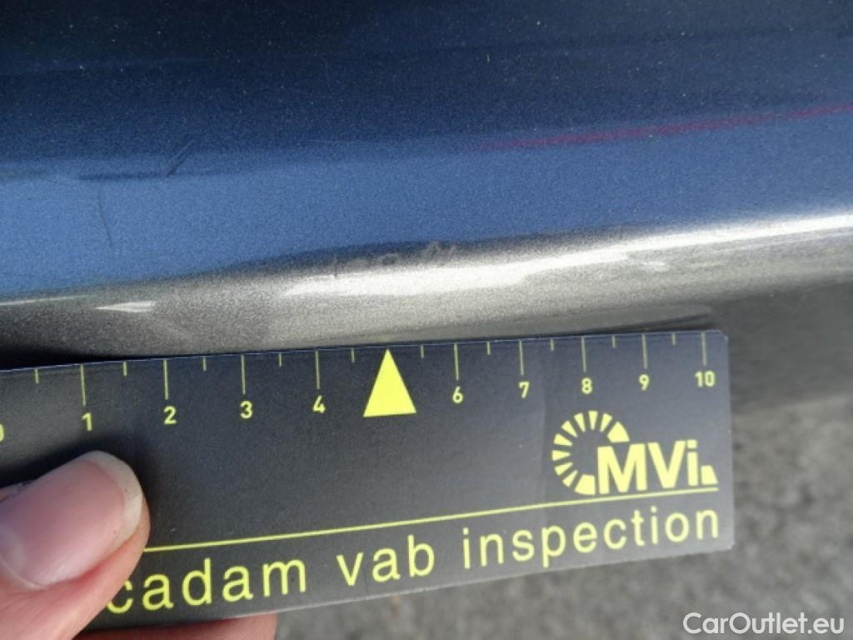 0 1 2 3 4 6 7 8 9 10
MVi
cadam vab inspection
CarOutlet.eu